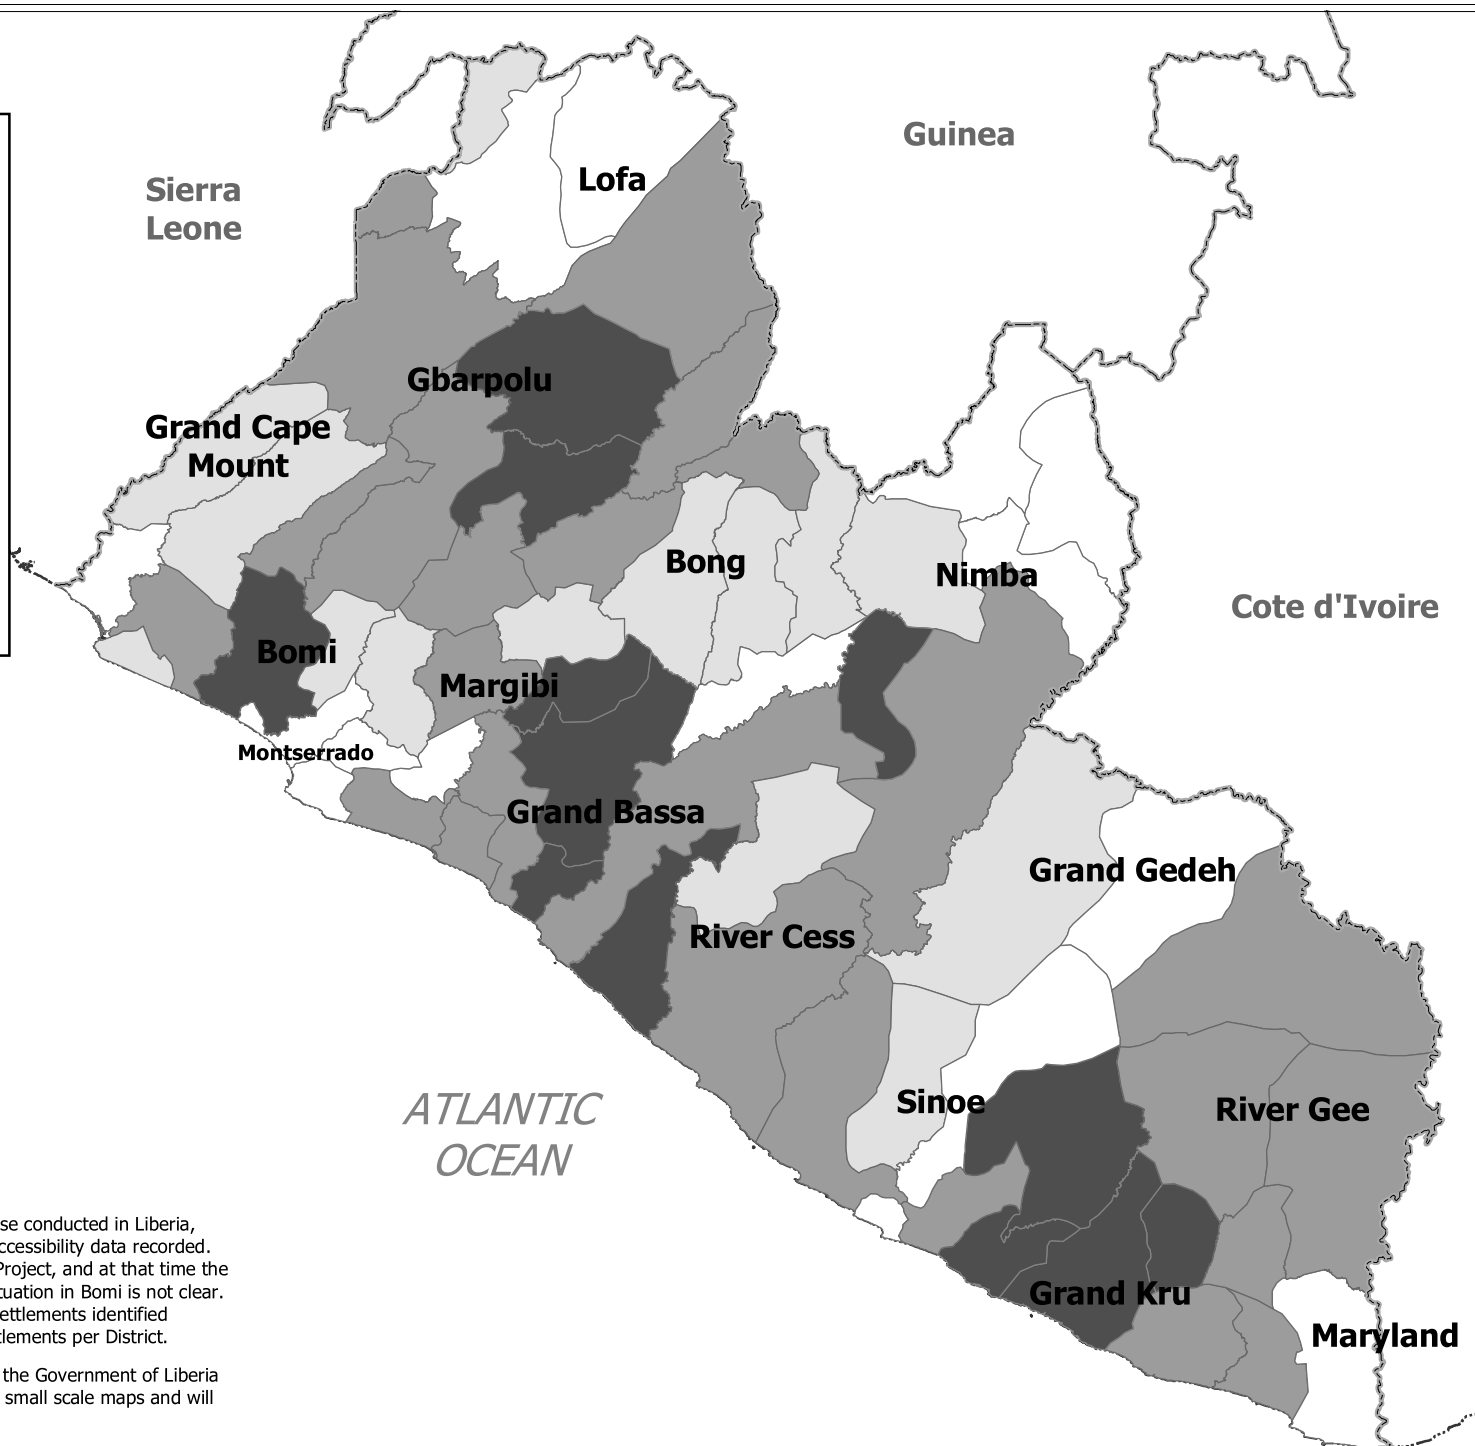 Guinea
Sierra
Leone
Lofa
Gbarpolu
Grand Cape
Mount
Bong
Nimba
Cote d'Ivoire
Bomi
Margibi
Montserrado
Grand Bassa
Grand Gedeh
River Cess
Sinoe
River Gee
ATLANTIC
OCEAN
Grand Kru
Maryland
se conducted in Liberia,
ccessibility data recorded.
Project, and at that time the
tuation in Bomi is not clear.
ettlements identified
tlements per District.
the Government of Liberia
small scale maps and will